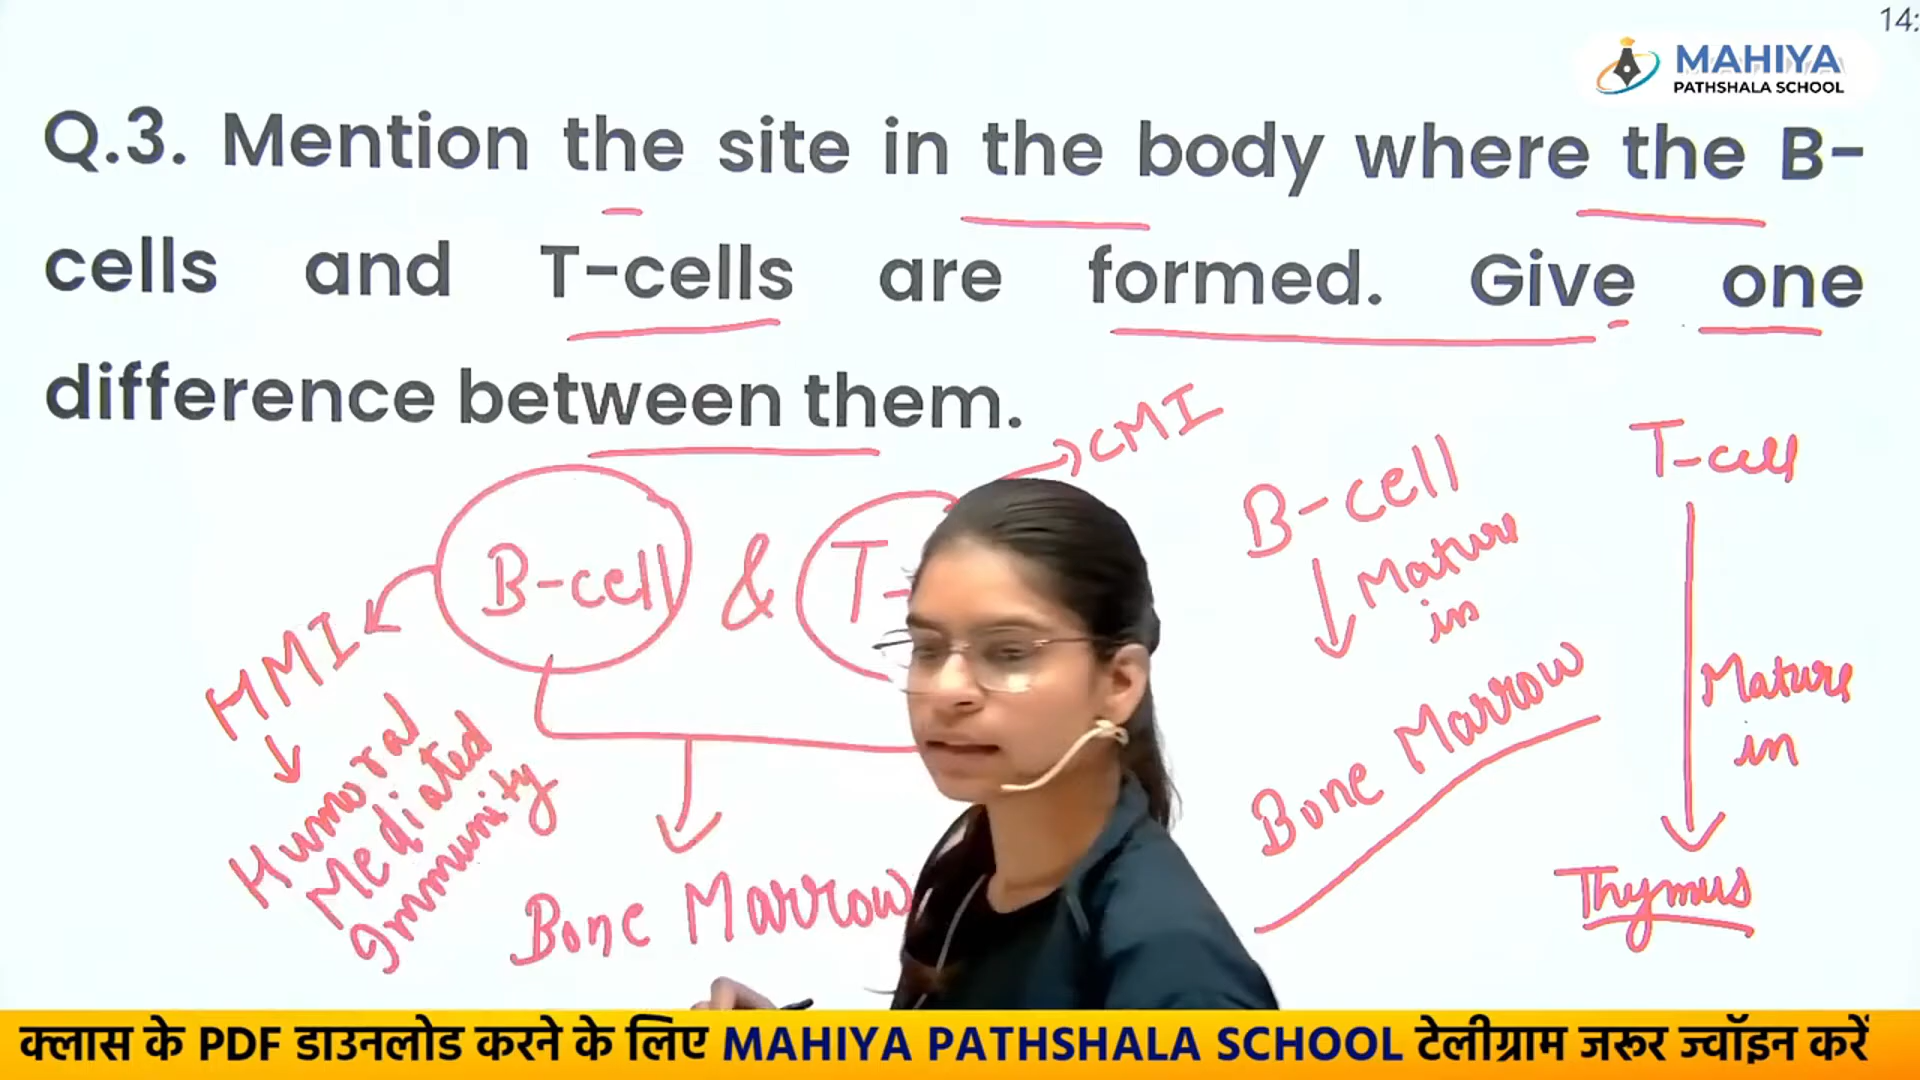 14:
MAHIYA
PATHSHALA SCHOOL
Q.3. Mention the site in the body where the B-
cells and T-cells are formed. Give one
difference between them.
CMI
B-cell & T-
HMI
Humoral
Mediated
Immunity
Bone Marrow
B-cell
Mature
in
Bone Marrow
T-cell
Mature
in
Thymus
क्लास के PDF डाउनलोड करने के लिए MAHIYA PATHSHALA SCHOOL टेलीग्राम जरूर ज्वॉइन करें